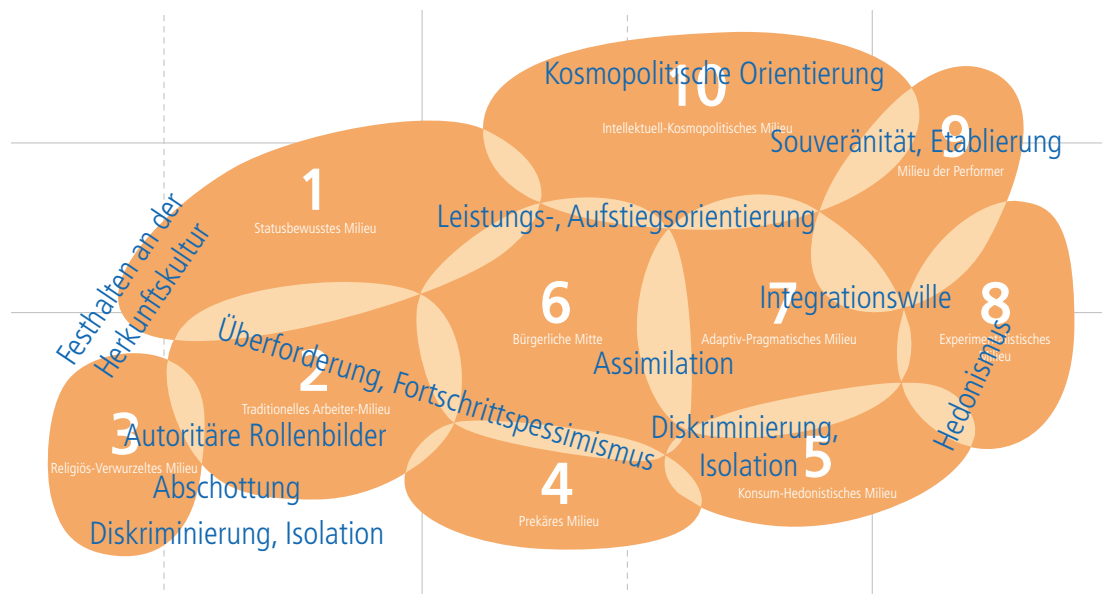 Kosmopolitische Orientierung
10
Intellektuell-Kosmopolitisches Milieu
Souveränität, Etablierung
9
Milieu der Performer
1
Statusbewusstes Milieu
Leistungs-, Aufstiegsorientierung
Festhalten an der
Herkunftskultur
6
Bürgerliche Mitte
7
Integrationswille
Adaptiv-Pragmatisches Milieu
8
Experimentalistisches
Milieu
Hedonismus
Assimilation
Überforderung, Fortschrittspessimismus
2
Traditionelles Arbeiter-Milieu
3
Autoritäre Rollenbilder
Religiös-Verwurzeltes Milieu
Abschottung
Diskriminierung, Isolation
4
Prekäres Milieu
Diskriminierung,
Isolation
5
Konsum-Hedonistisches Milieu